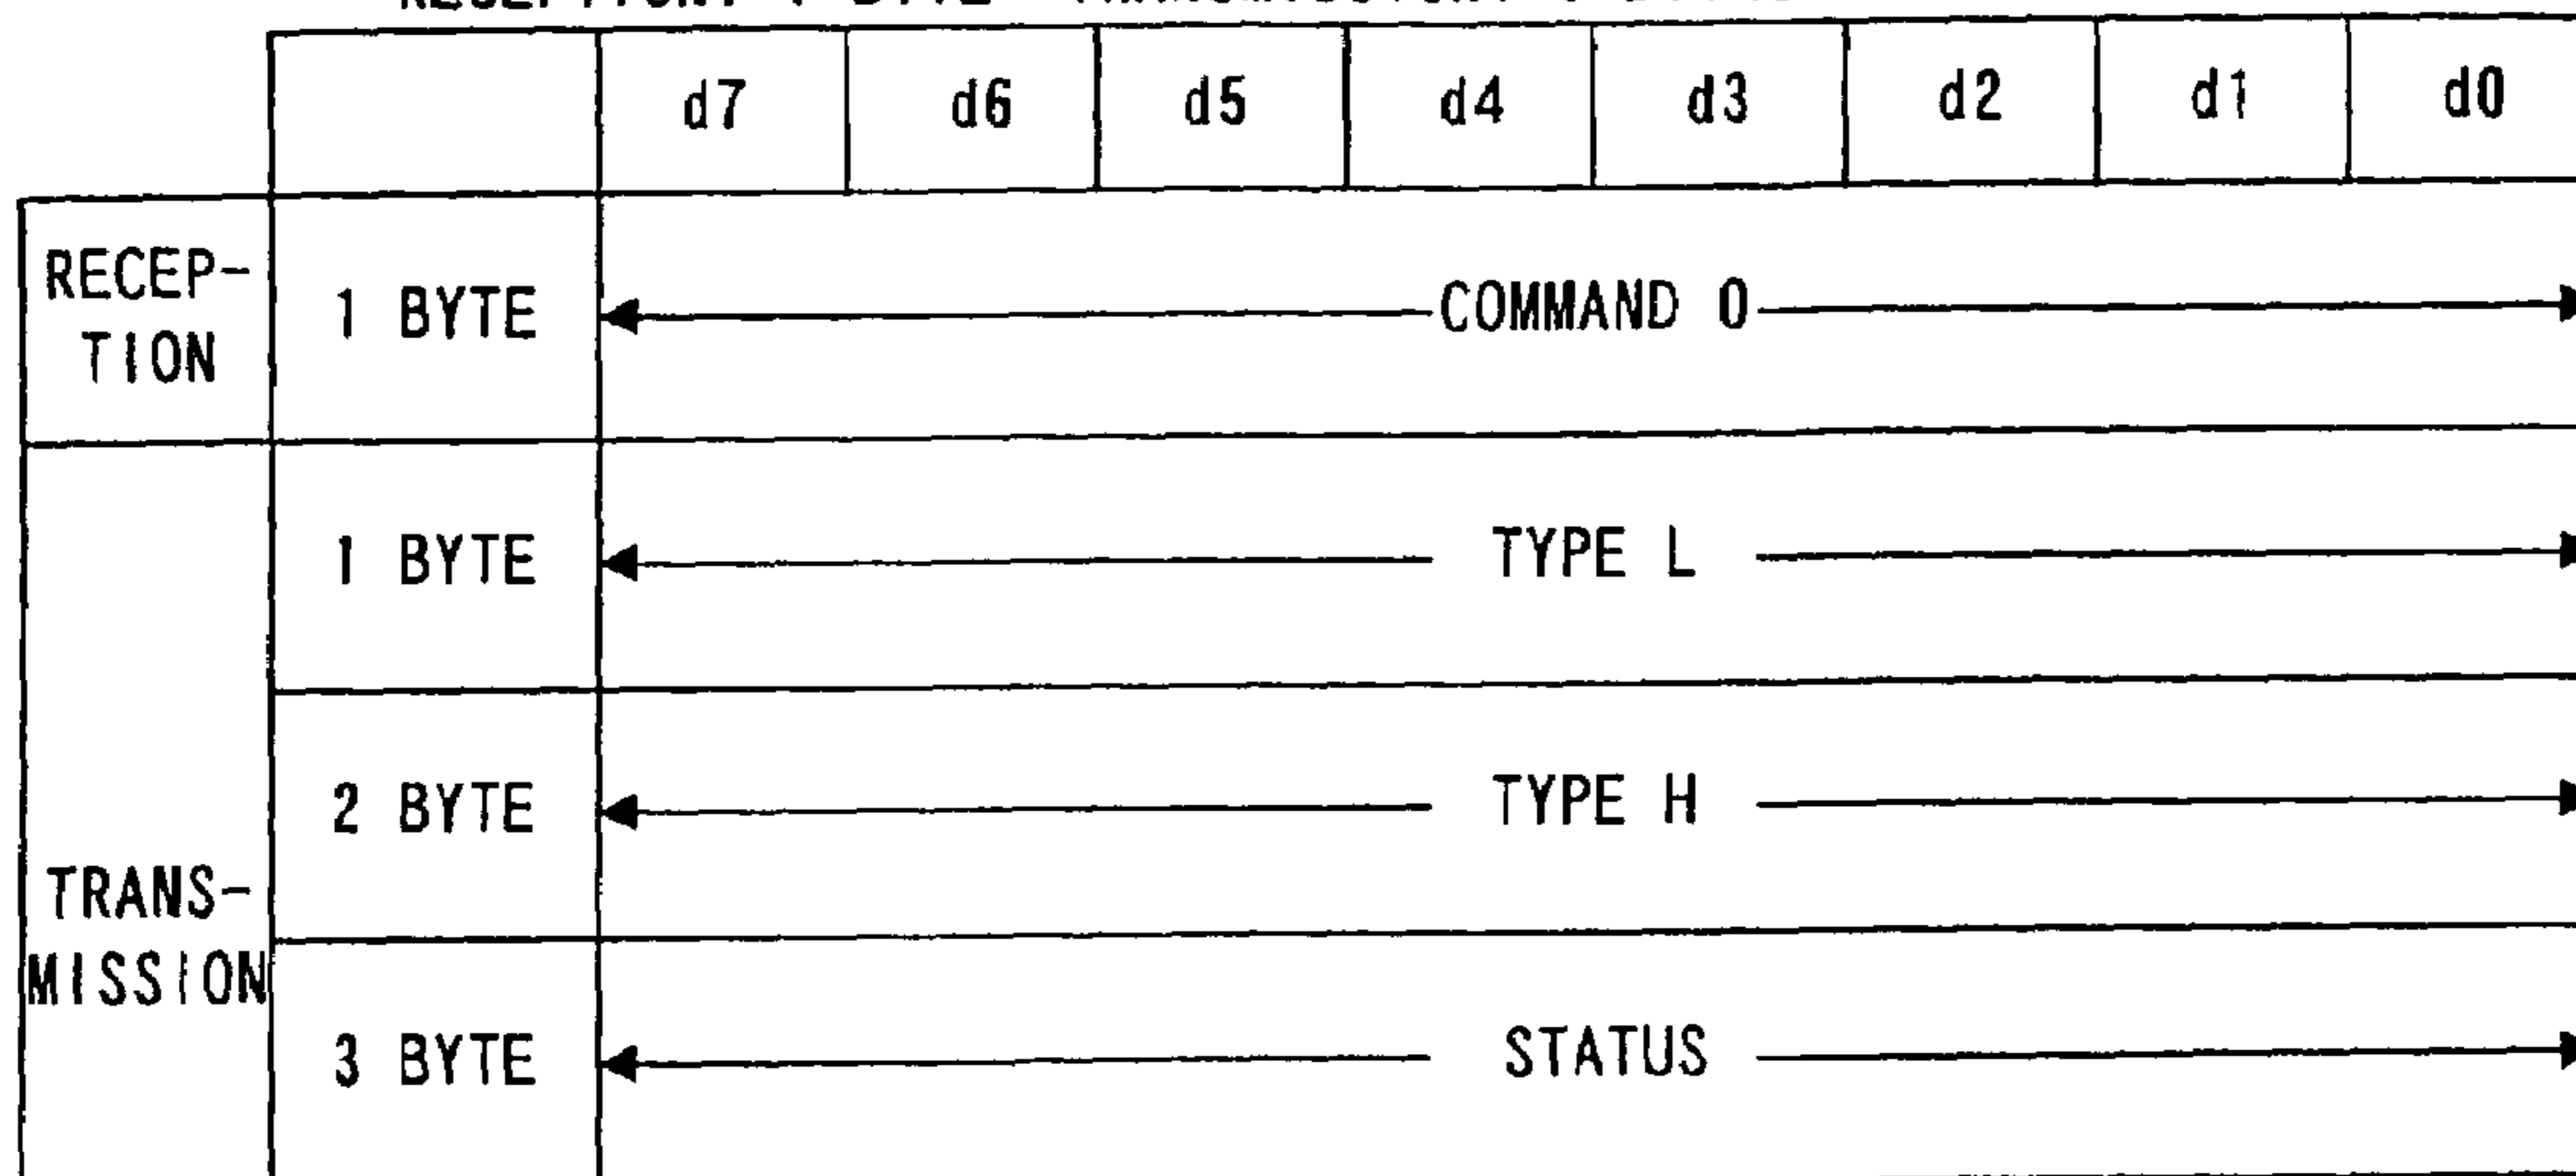 d7 d6 d5 d4 d3 d2 d1 d0
RECEP-
TION
1 BYTE
COMMAND 0
1 BYTE
TYPE L
2 BYTE
TYPE H
TRANS-
MISSION
3 BYTE
STATUS